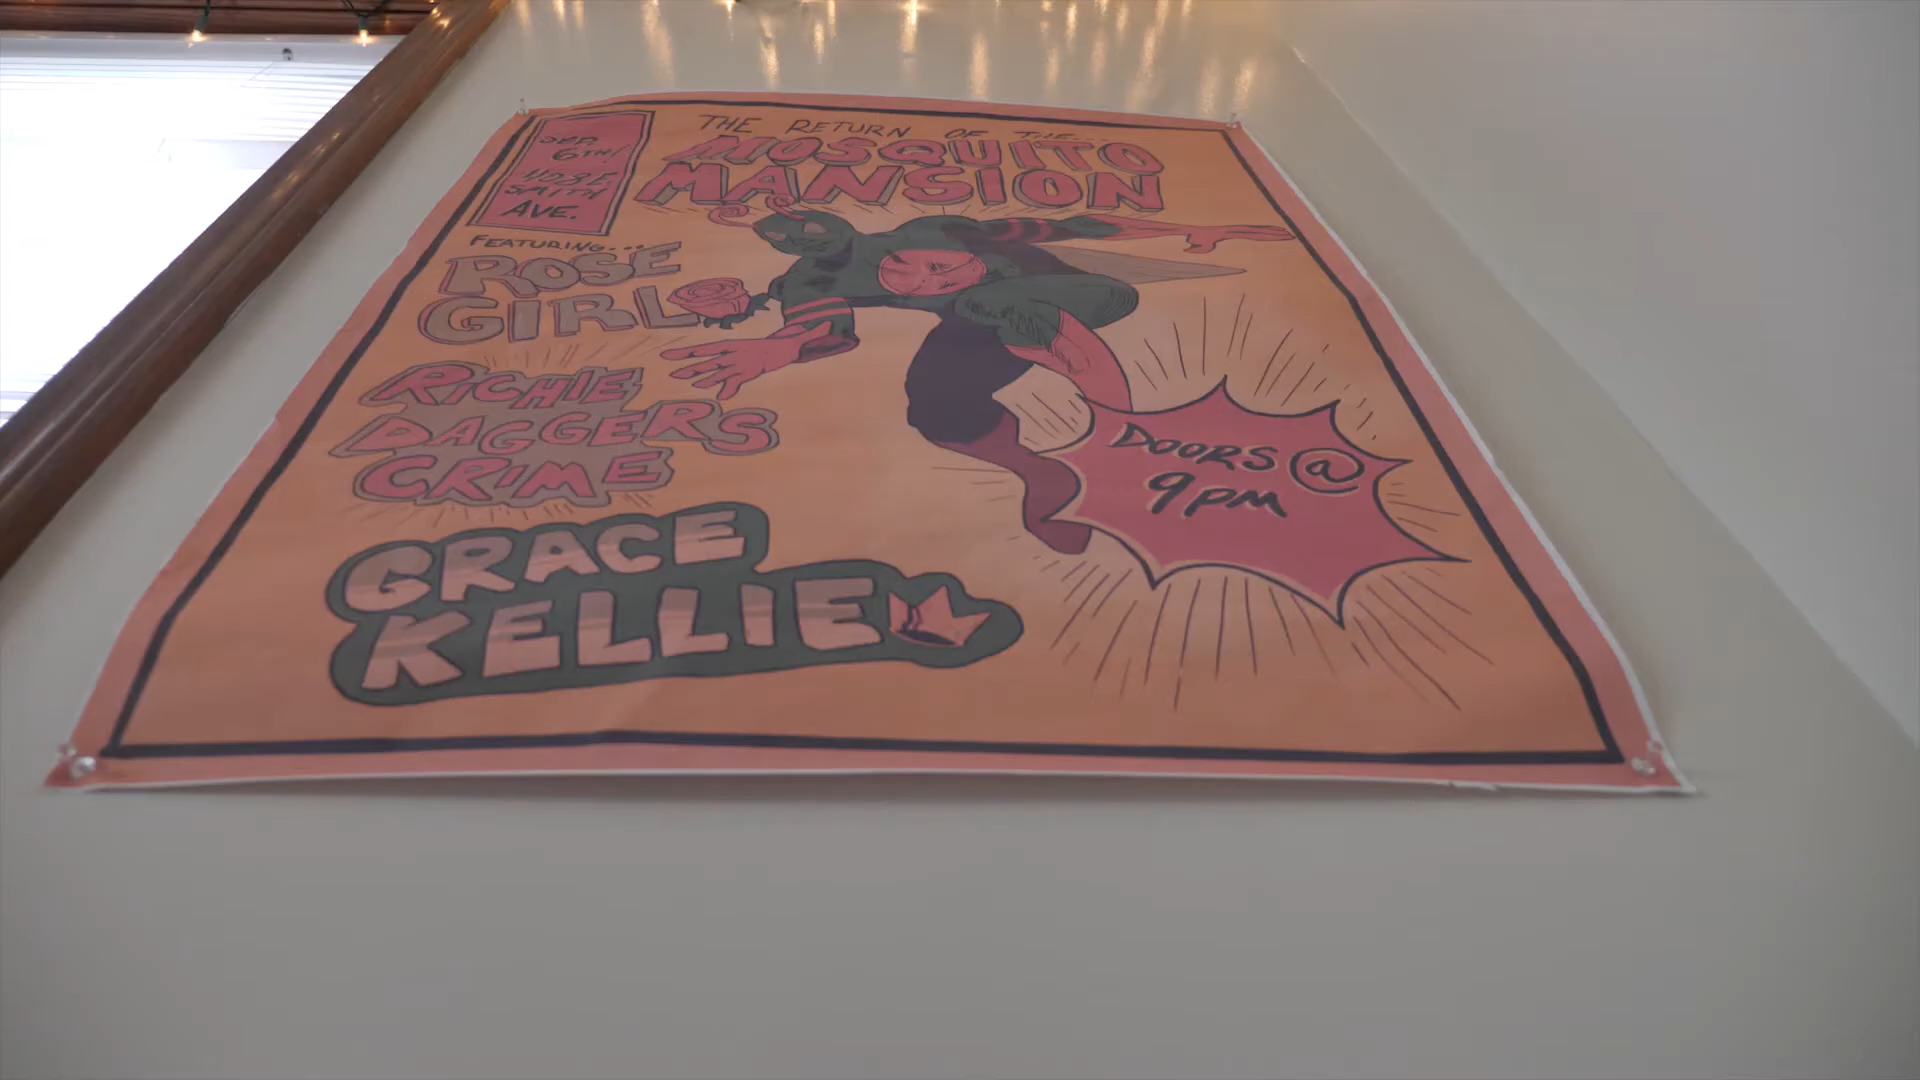 THE RETURN OF THE...
MOSQUITO
MANSION
SEP.
6TH/
SMITH
AVE.
FEATURING...
ROSE
GIRL
RICHIE
DAGGERS
CRIME
GRACE
KELLIE
DOORS @
9PM